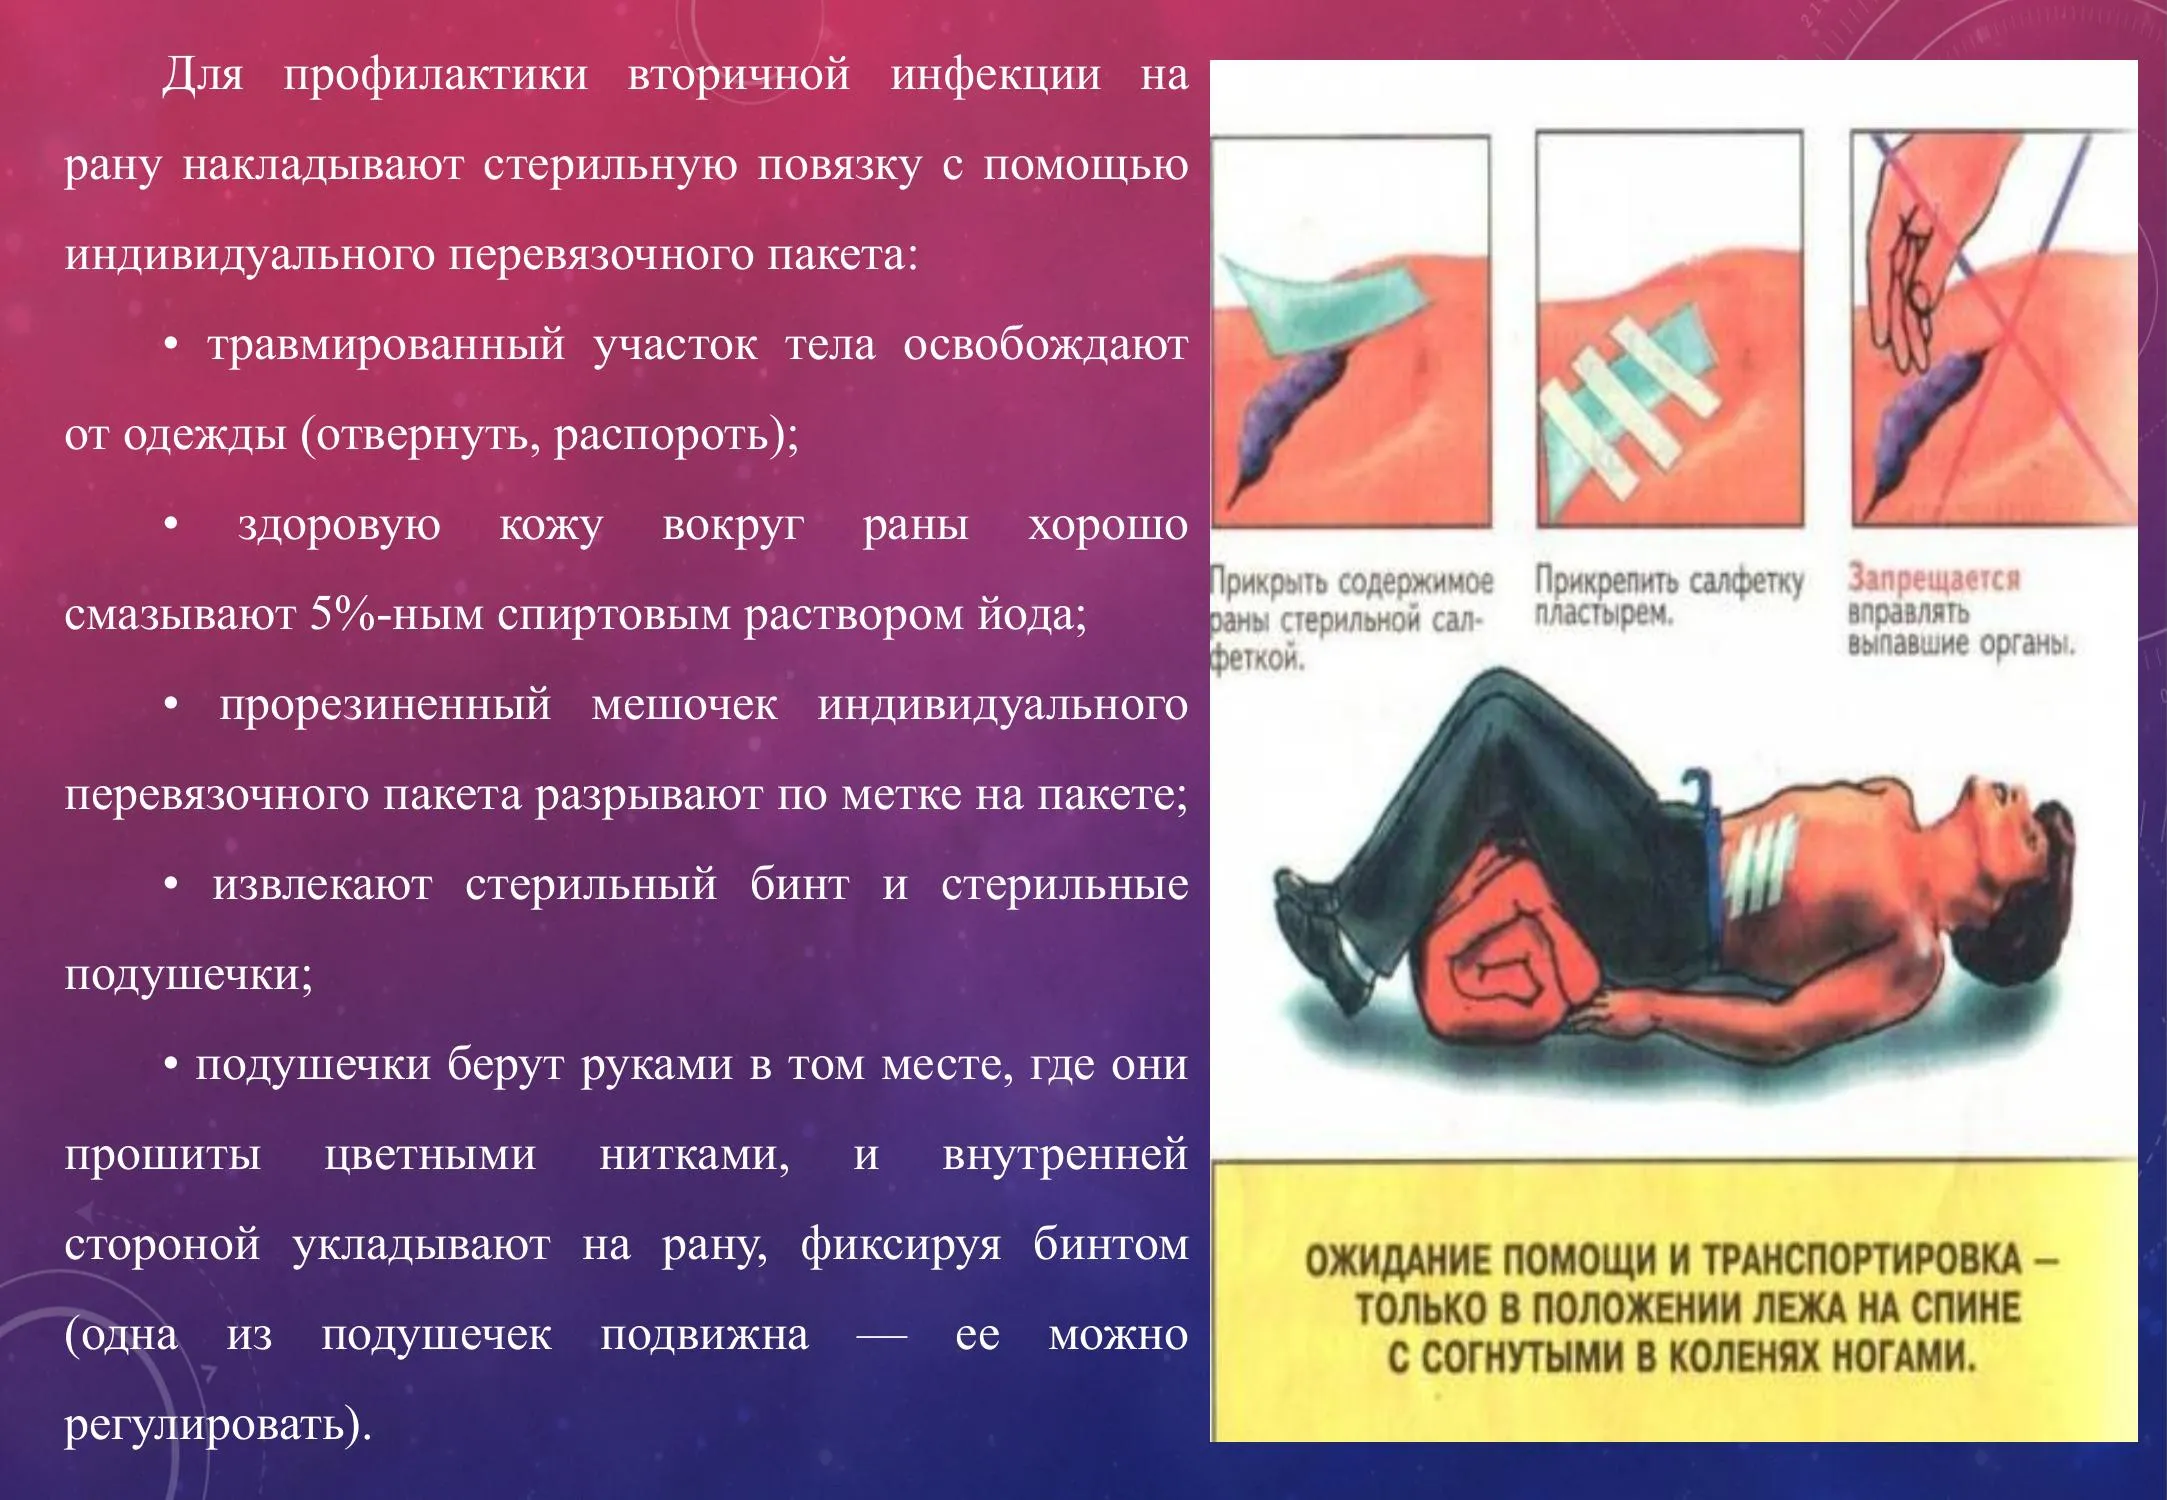 Для профилактики вторичной инфекции на
рану накладывают стерильную повязку с помощью
индивидуального перевязочного пакета:
• травмированный участок тела освобождают
от одежды (отвернуть, распороть);
• здоровую кожу вокруг раны хорошо
смазывают 5%-ным спиртовым раствором йода;
• прорезиненный мешочек индивидуального
перевязочного пакета разрывают по метке на пакете;
• извлекают стерильный бинт и стерильные
подушечки;
• подушечки берут руками в том месте, где они
прошиты цветными нитками, и внутренней
стороной укладывают на рану, фиксируя бинтом
(одна из подушечек подвижна — ее можно
регулировать).
Прикрыть содержимое
раны стерильной сал-
феткой.
Прикрепить салфетку
пластырем.
Запрещается
вправлять
выпавшие органы.
ОЖИДАНИЕ ПОМОЩИ И ТРАНСПОРТИРОВКА –
ТОЛЬКО В ПОЛОЖЕНИИ ЛЕЖА НА СПИНЕ
С СОГНУТЫМИ В КОЛЕНЯХ НОГАМИ.